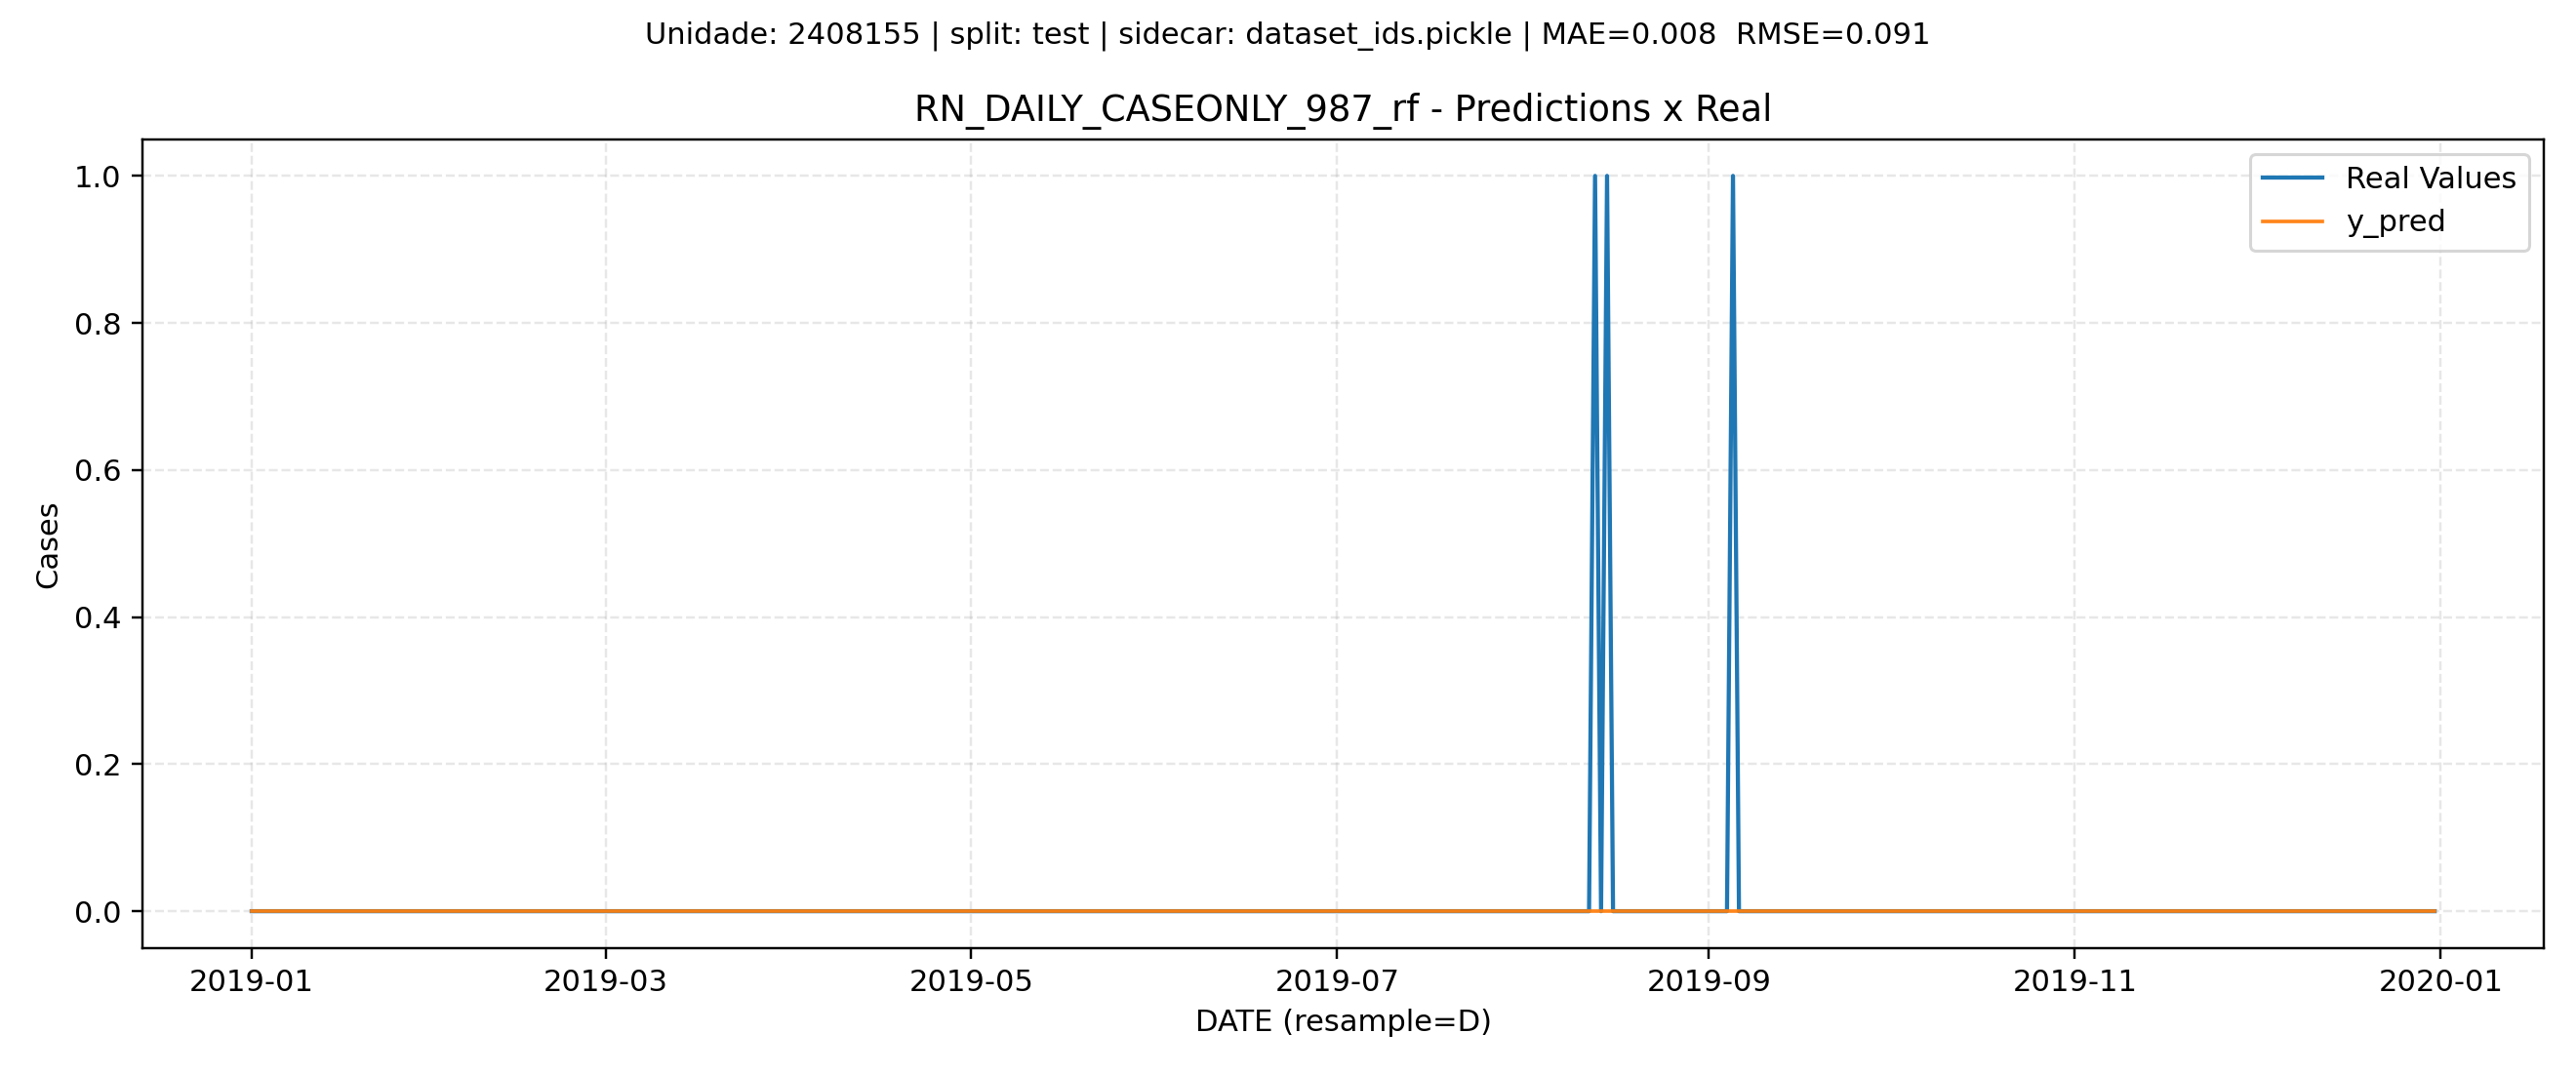 Unidade: 2408155 | split: test | sidecar: dataset_ids.pickle | MAE=0.008  RMSE=0.091
RN_DAILY_CASEONLY_987_rf - Predictions x Real
Real Values
y_pred
Cases
1.0
0.8
0.6
0.4
0.2
0.0
2019-01
2019-03
2019-05
2019-07
2019-09
2019-11
2020-01
DATE (resample=D)